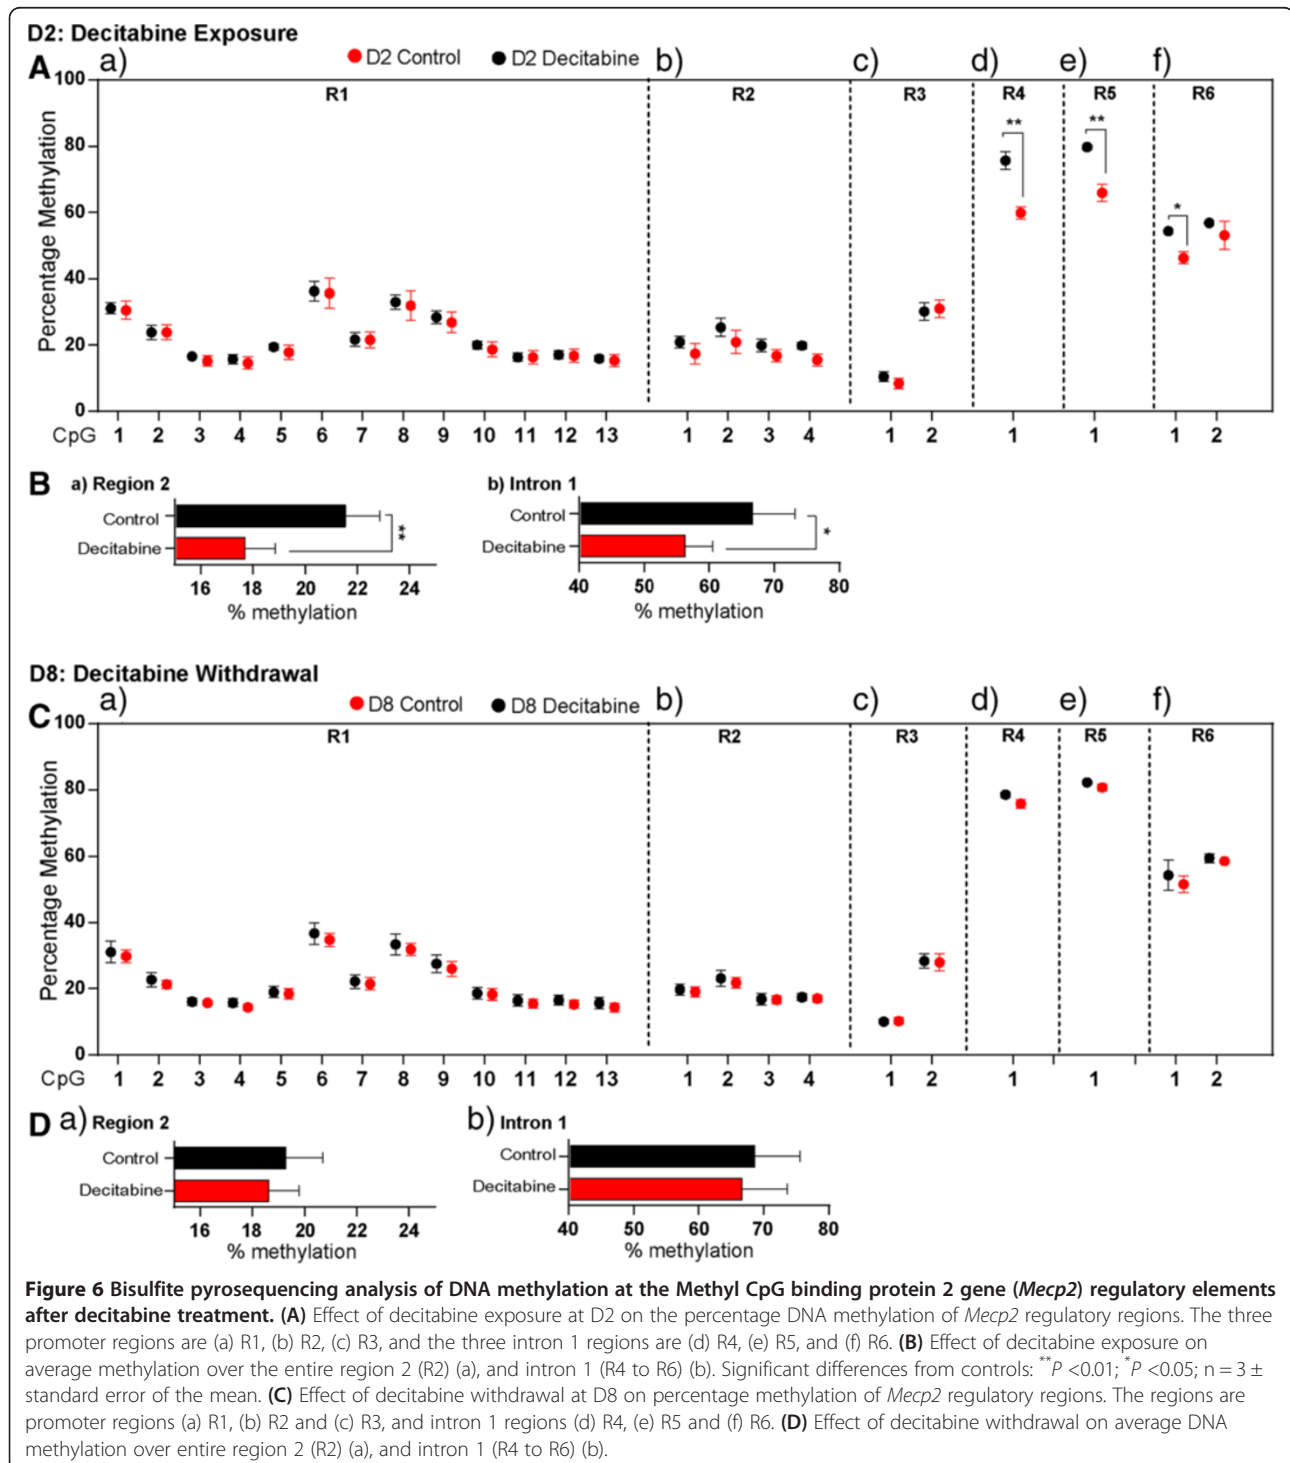 D2: Decitabine Exposure
D2 Control D2 Decitabine
A a) b) c) d) e) f)
R1 R2 R3 R4 R5 R6
Percentage Methylation
100
80
60
40
20
0
** ** *
CpG 1 2 3 4 5 6 7 8 9 10 11 12 13 1 2 3 4 1 2 1 1 1 2
B a) Region 2
Control
Decitabine
**
16 18 20 22 24
% methylation
b) Intron 1
Control
Decitabine
*
40 50 60 70 80
% methylation
D8: Decitabine Withdrawal
D8 Control D8 Decitabine
C a) b) c) d) e) f)
R1 R2 R3 R4 R5 R6
Percentage Methylation
100
80
60
40
20
0
CpG 1 2 3 4 5 6 7 8 9 10 11 12 13 1 2 3 4 1 2 1 1 1 2
D a) Region 2
Control
Decitabine
16 18 20 22 24
% methylation
b) Intron 1
Control
Decitabine
40 50 60 70 80
% methylation
Figure 6 Bisulfite pyrosequencing analysis of DNA methylation at the Methyl CpG binding protein 2 gene (Mecp2) regulatory elements
after decitabine treatment. (A) Effect of decitabine exposure at D2 on the percentage DNA methylation of Mecp2 regulatory regions. The three
promoter regions are (a) R1, (b) R2, (c) R3, and the three intron 1 regions are (d) R4, (e) R5, and (f) R6. (B) Effect of decitabine exposure on
average methylation over the entire region 2 (R2) (a), and intron 1 (R4 to R6) (b). Significant differences from controls: **P <0.01; *P <0.05; n = 3 ±
standard error of the mean. (C) Effect of decitabine withdrawal at D8 on percentage methylation of Mecp2 regulatory regions. The regions are
promoter regions (a) R1, (b) R2 and (c) R3, and intron 1 regions (d) R4, (e) R5 and (f) R6. (D) Effect of decitabine withdrawal on average DNA
methylation over entire region 2 (R2) (a), and intron 1 (R4 to R6) (b).